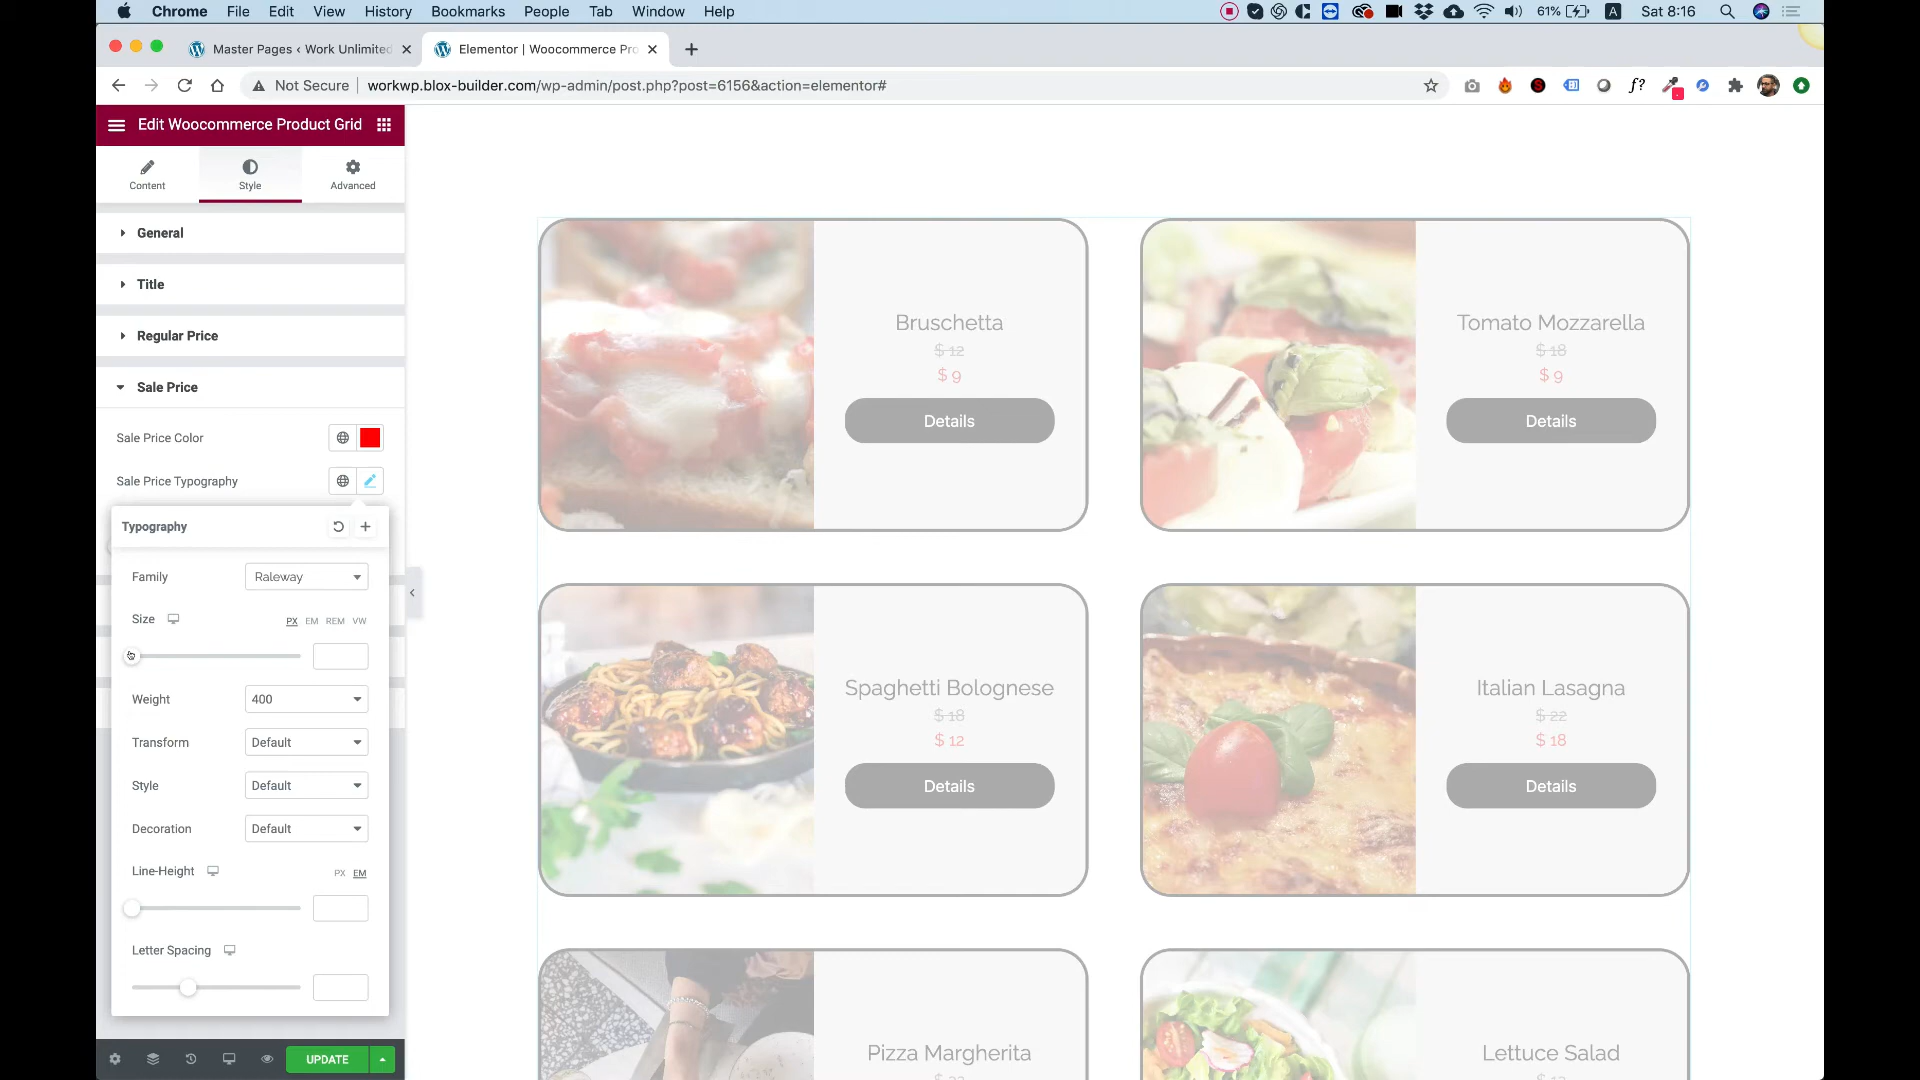 Chrome File Edit View History Bookmarks People Tab Window Help 61% A Sat 8:16
Master Pages ‹ Work Unlimited
Elementor | Woocommerce Pro
Not Secure workwp.blox-builder.com/wp-admin/post.php?post=6156&action=elementor#
Edit Woocommerce Product Grid
Content Style Advanced
General
Title
Regular Price
Sale Price
Sale Price Color
Sale Price Typography
Typography
Family Raleway
Size PX EM REM VW
Weight 400
Transform Default
Style Default
Decoration Default
Line-Height PX EM
Letter Spacing
UPDATE
Bruschetta
$ 12
$ 9
Details
Tomato Mozzarella
$ 18
$ 9
Details
Spaghetti Bolognese
$ 18
$ 12
Details
Italian Lasagna
$ 22
$ 18
Details
Pizza Margherita
Lettuce Salad